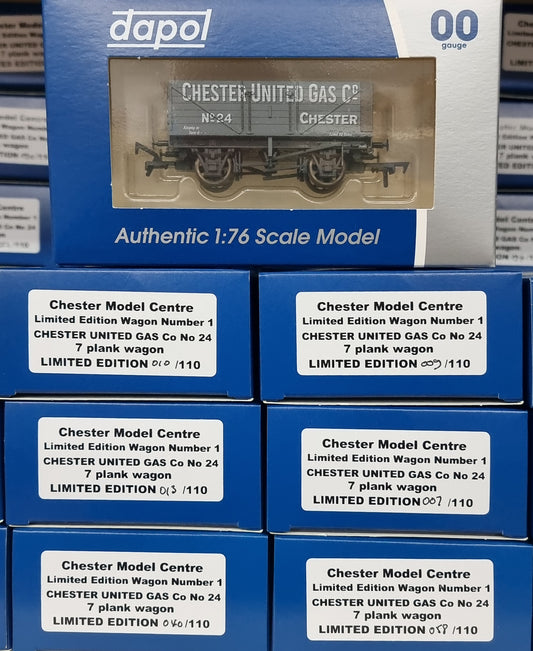 dapol
00
gauge
CHESTER UNITED GAS Co
No 24 CHESTER
Authentic 1:76 Scale Model
Chester Model Centre
Limited Edition Wagon Number 1
CHESTER UNITED GAS Co No 24
7 plank wagon
LIMITED EDITION 010 /110
Chester Model Centre
Limited Edition Wagon Number 1
CHESTER UNITED GAS Co No 24
7 plank wagon
LIMITED EDITION 009 /110
Chester Model Centre
Limited Edition Wagon Number 1
CHESTER UNITED GAS Co No 24
7 plank wagon
LIMITED EDITION 013 /110
Chester Model Centre
Limited Edition Wagon Number 1
CHESTER UNITED GAS Co No 24
7 plank wagon
LIMITED EDITION 007 /110
Chester Model Centre
Limited Edition Wagon Number 1
CHESTER UNITED GAS Co No 24
7 plank wagon
LIMITED EDITION 040/110
Chester Model Centre
Limited Edition Wagon Number 1
CHESTER UNITED GAS Co No 24
7 plank wagon
LIMITED EDITION 058 /110